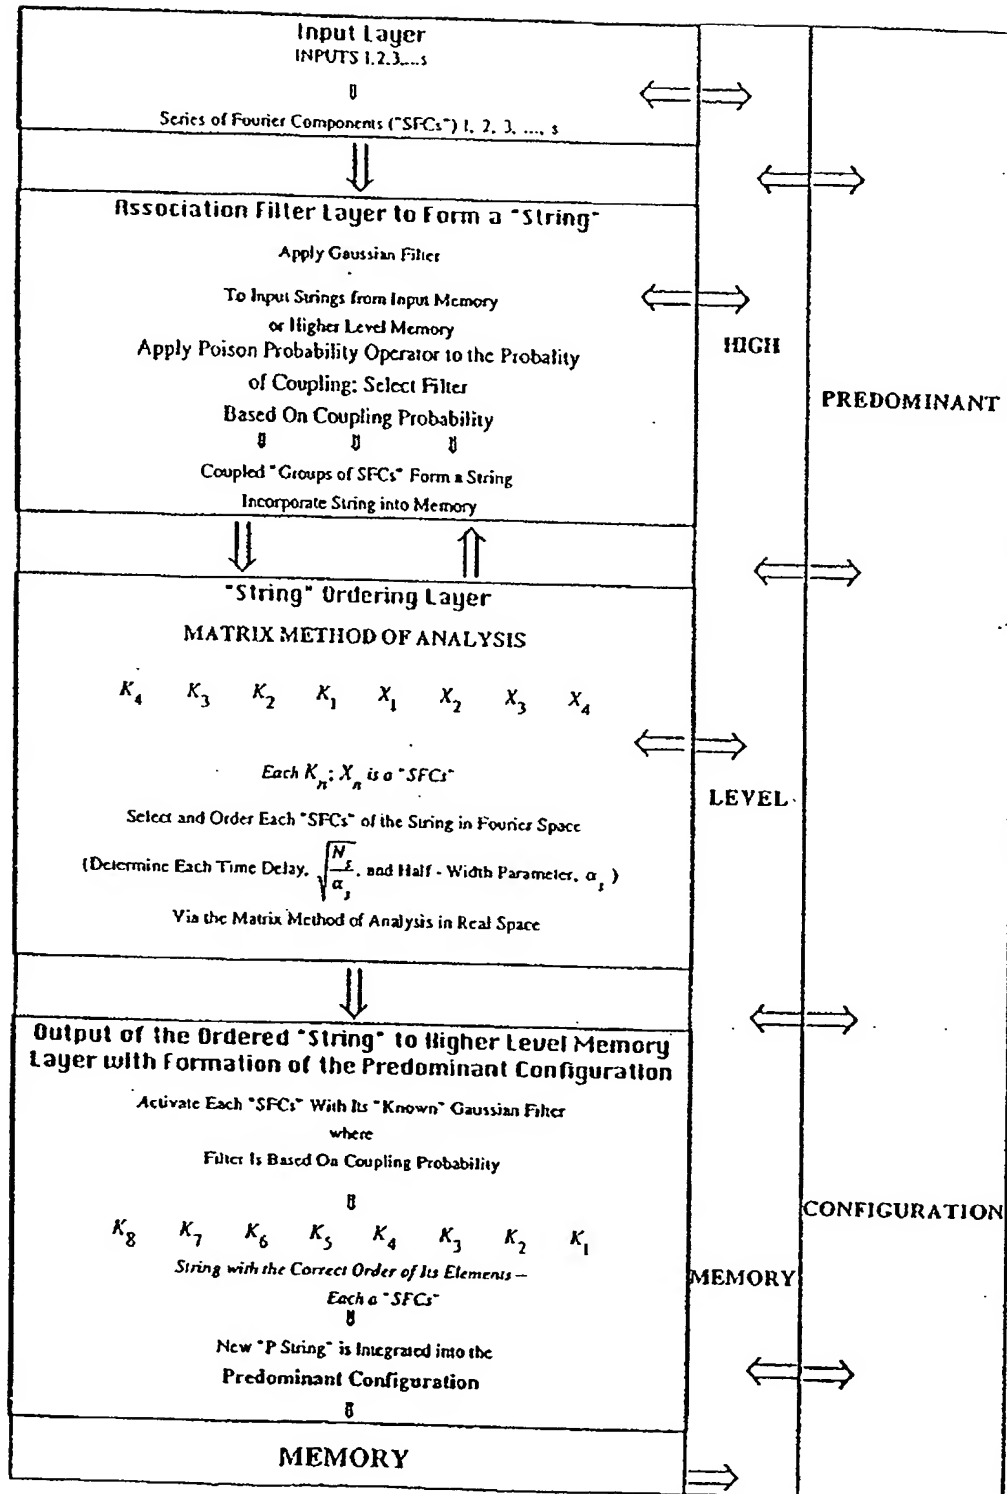 Input Layer
INPUTS 1,2,3,...,s
Series of Fourier Components ("SFCs") 1, 2, 3, ..., s
Association Filter Layer to Form a "String"
Apply Gaussian Filter
To Input Strings from Input Memory
or Higher Level Memory
Apply Poison Probability Operator to the Probality
of Coupling; Select Filter
Based On Coupling Probability
Coupled "Groups of SFCs" Form a String
Incorporate String into Memory
"String" Ordering Layer
MATRIX METHOD OF ANALYSIS
K₄ K₃ K₂ K₁ X₁ X₂ X₃ X₄
Each Kₙ; Xₙ is a "SFCs"
Select and Order Each "SFCs" of the String in Fourier Space
(Determine Each Time Delay, √(Nₛ/αₛ), and Half - Width Parameter, αₛ )
Via the Matrix Method of Analysis in Real Space
Output of the Ordered "String" to Higher Level Memory
Layer with Formation of the Predominant Configuration
Activate Each "SFCs" With Its "Known" Gaussian Filter
where
Filter Is Based On Coupling Probability
K₈ K₇ K₆ K₅ K₄ K₃ K₂ K₁
String with the Correct Order of Its Elements –
Each a "SFCs"
New "P String" is Integrated into the
Predominant Configuration
MEMORY
HIGH
LEVEL
MEMORY
PREDOMINANT
CONFIGURATION